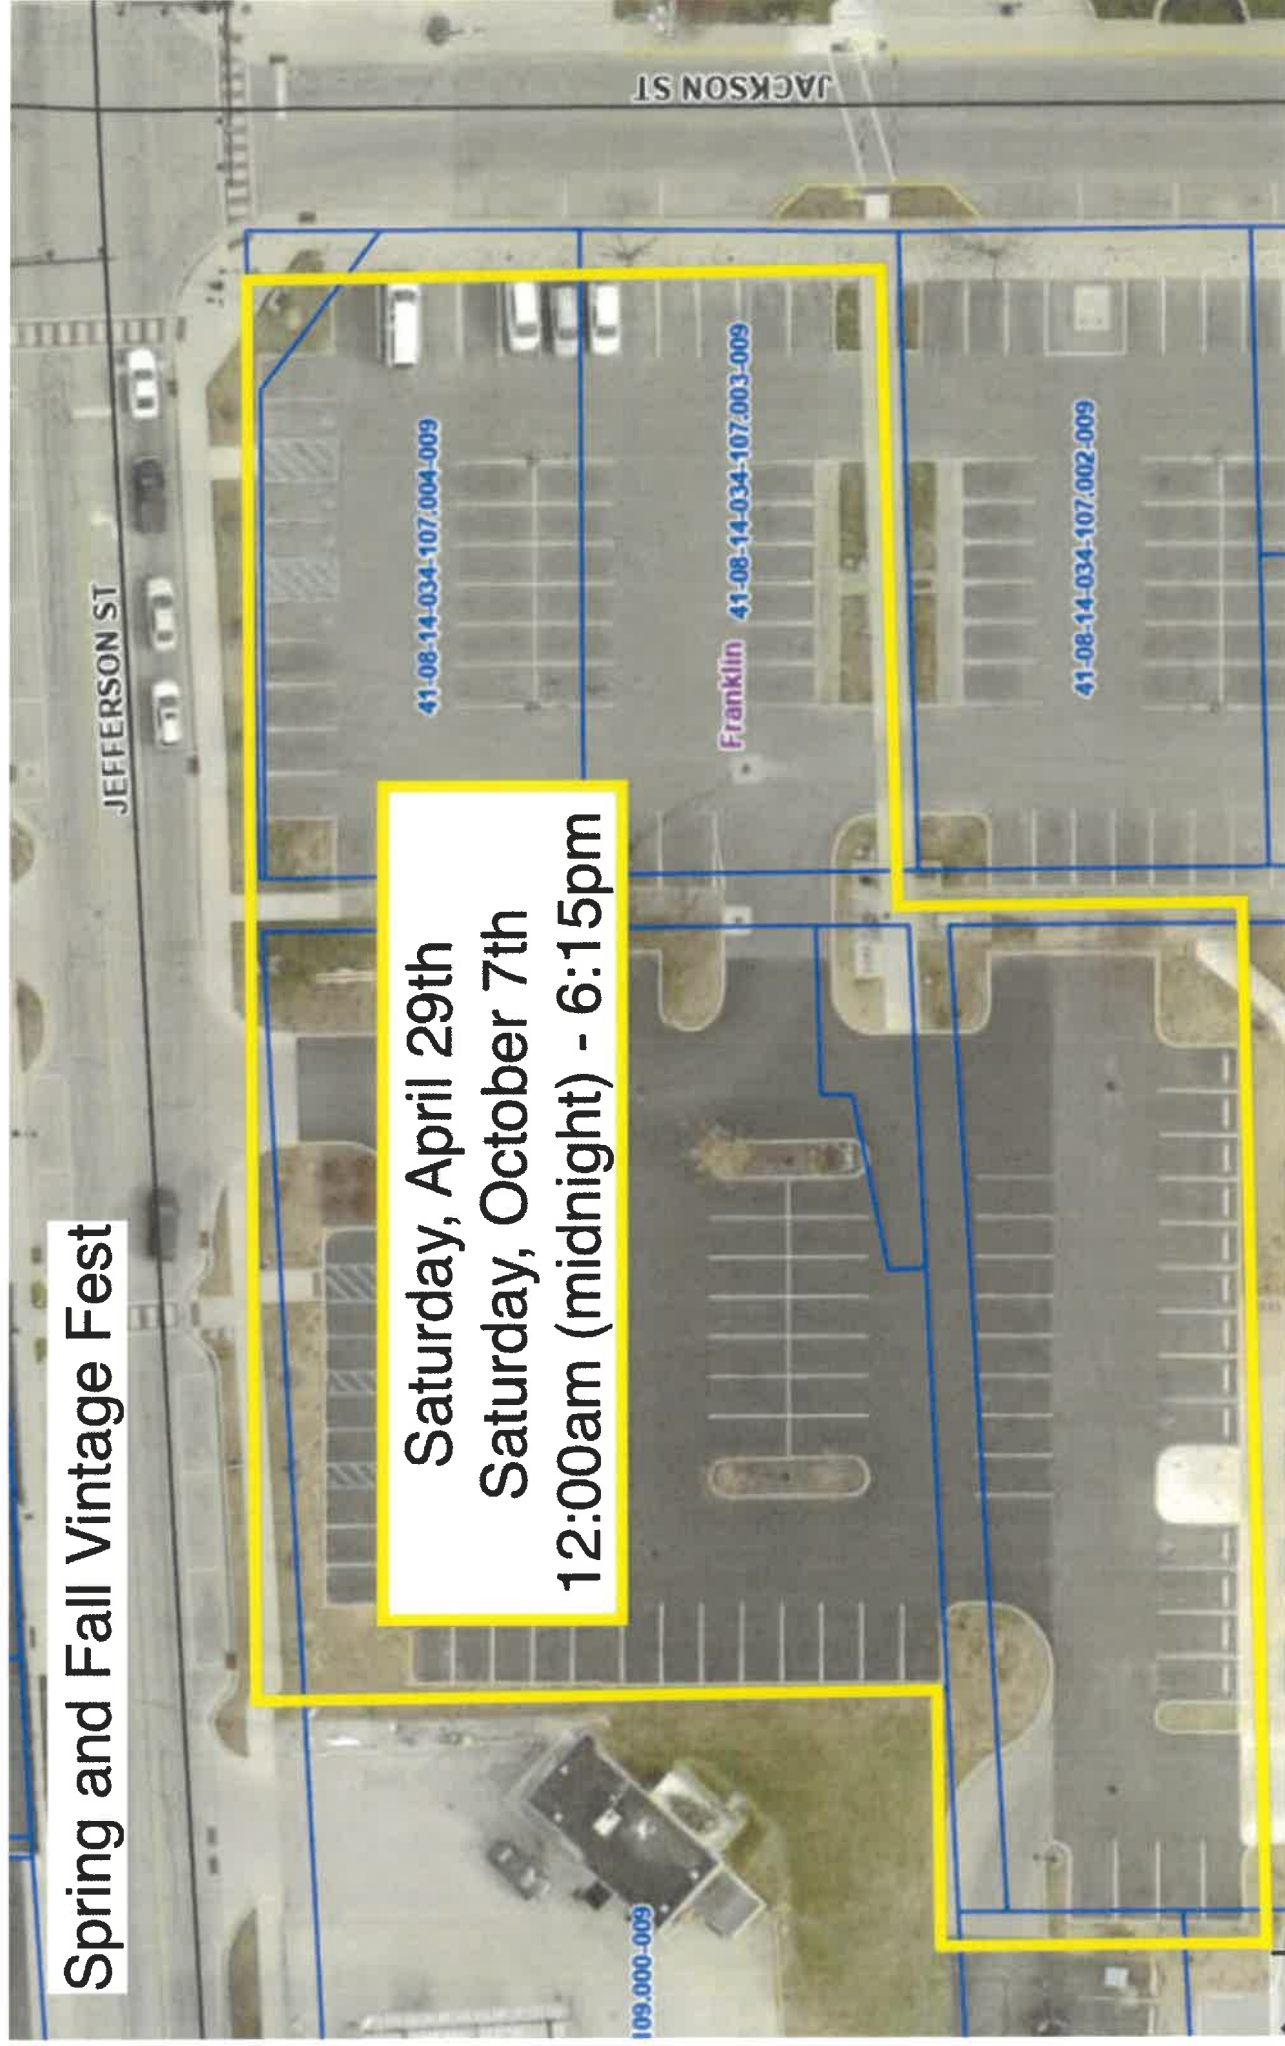 Spring and Fall Vintage Fest
JEFFERSON ST
JACKSON ST
Saturday, April 29th
Saturday, October 7th
12:00am (midnight) - 6:15pm
41-08-14-034-107.004-009
Franklin
41-08-14-034-107.003-009
41-08-14-034-107.002-009
109.000-009